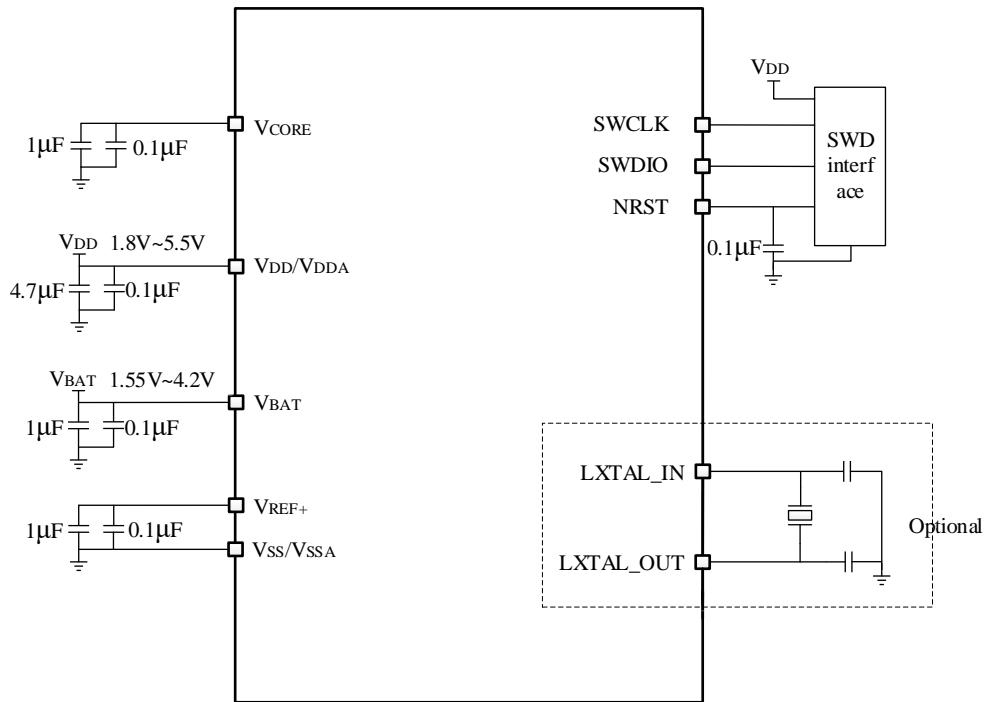 VCORE
1μF 0.1μF
VDD 1.8V~5.5V
VDD/VDDA
4.7μF 0.1μF
VBAT 1.55V~4.2V
VBAT
1μF 0.1μF
VREF+
1μF 0.1μF
VSS/VSSA
VDD
SWCLK
SWDIO
NRST
SWD
interf
ace
0.1μF
LXTAL_IN
LXTAL_OUT
Optional